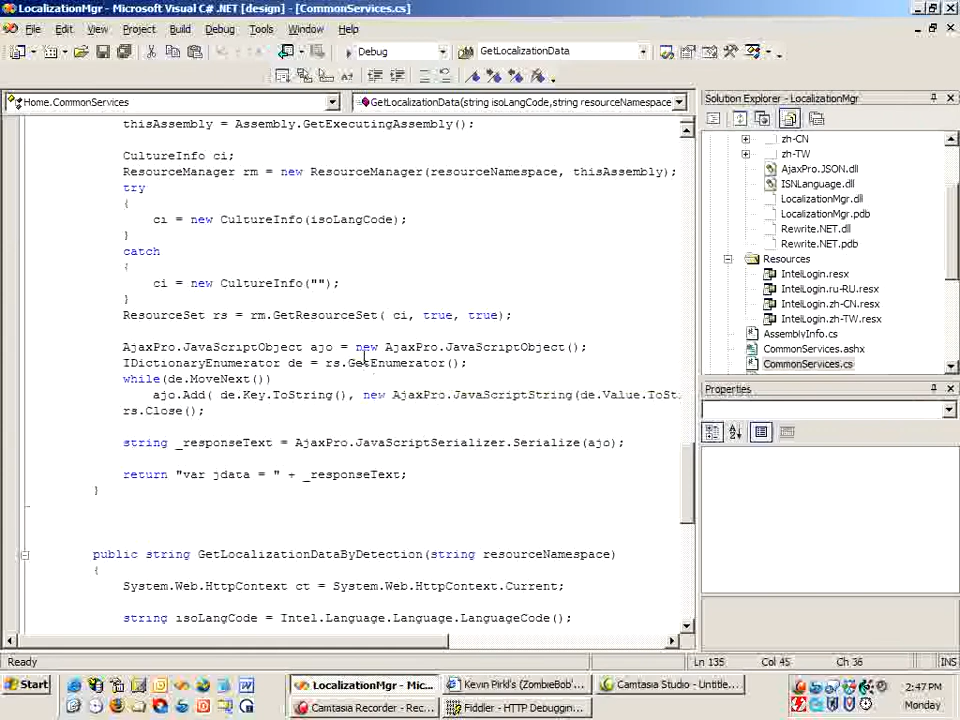 LocalizationMgr - Microsoft Visual C# .NET [design] - [CommonServices.cs]
File Edit View Project Build Debug Tools Window Help
Debug GetLocalizationData
Home.CommonServices GetLocalizationData(string isoLangCode,string resourceNamespace
thisAssembly = Assembly.GetExecutingAssembly();
CultureInfo ci;
ResourceManager rm = new ResourceManager(resourceNamespace, thisAssembly);
try
{
ci = new CultureInfo(isoLangCode);
}
catch
{
ci = new CultureInfo("");
}
ResourceSet rs = rm.GetResourceSet( ci, true, true);
AjaxPro.JavaScriptObject ajo = new AjaxPro.JavaScriptObject();
IDictionaryEnumerator de = rs.GetEnumerator();
while(de.MoveNext())
ajo.Add( de.Key.ToString(), new AjaxPro.JavaScriptString(de.Value.ToSt
rs.Close();
string _responseText = AjaxPro.JavaScriptSerializer.Serialize(ajo);
return "var jdata = " + _responseText;
}
public string GetLocalizationDataByDetection(string resourceNamespace)
{
System.Web.HttpContext ct = System.Web.HttpContext.Current;
string isoLangCode = Intel.Language.Language.LanguageCode();
Solution Explorer - LocalizationMgr
zh-CN
zh-TW
AjaxPro.JSON.dll
ISNLanguage.dll
LocalizationMgr.dll
LocalizationMgr.pdb
Rewrite.NET.dll
Rewrite.NET.pdb
Resources
IntelLogin.resx
IntelLogin.ru-RU.resx
IntelLogin.zh-CN.resx
IntelLogin.zh-TW.resx
AssemblyInfo.cs
CommonServices.ashx
CommonServices.cs
Properties
Ready Ln 135 Col 45 Ch 36 INS
Start LocalizationMgr - Mic... Kevin Pirkl's (ZombieBob'... Camtasia Studio - Untitle... 2:47 PM
Camtasia Recorder - Rec... Fiddler - HTTP Debuggin... Monday